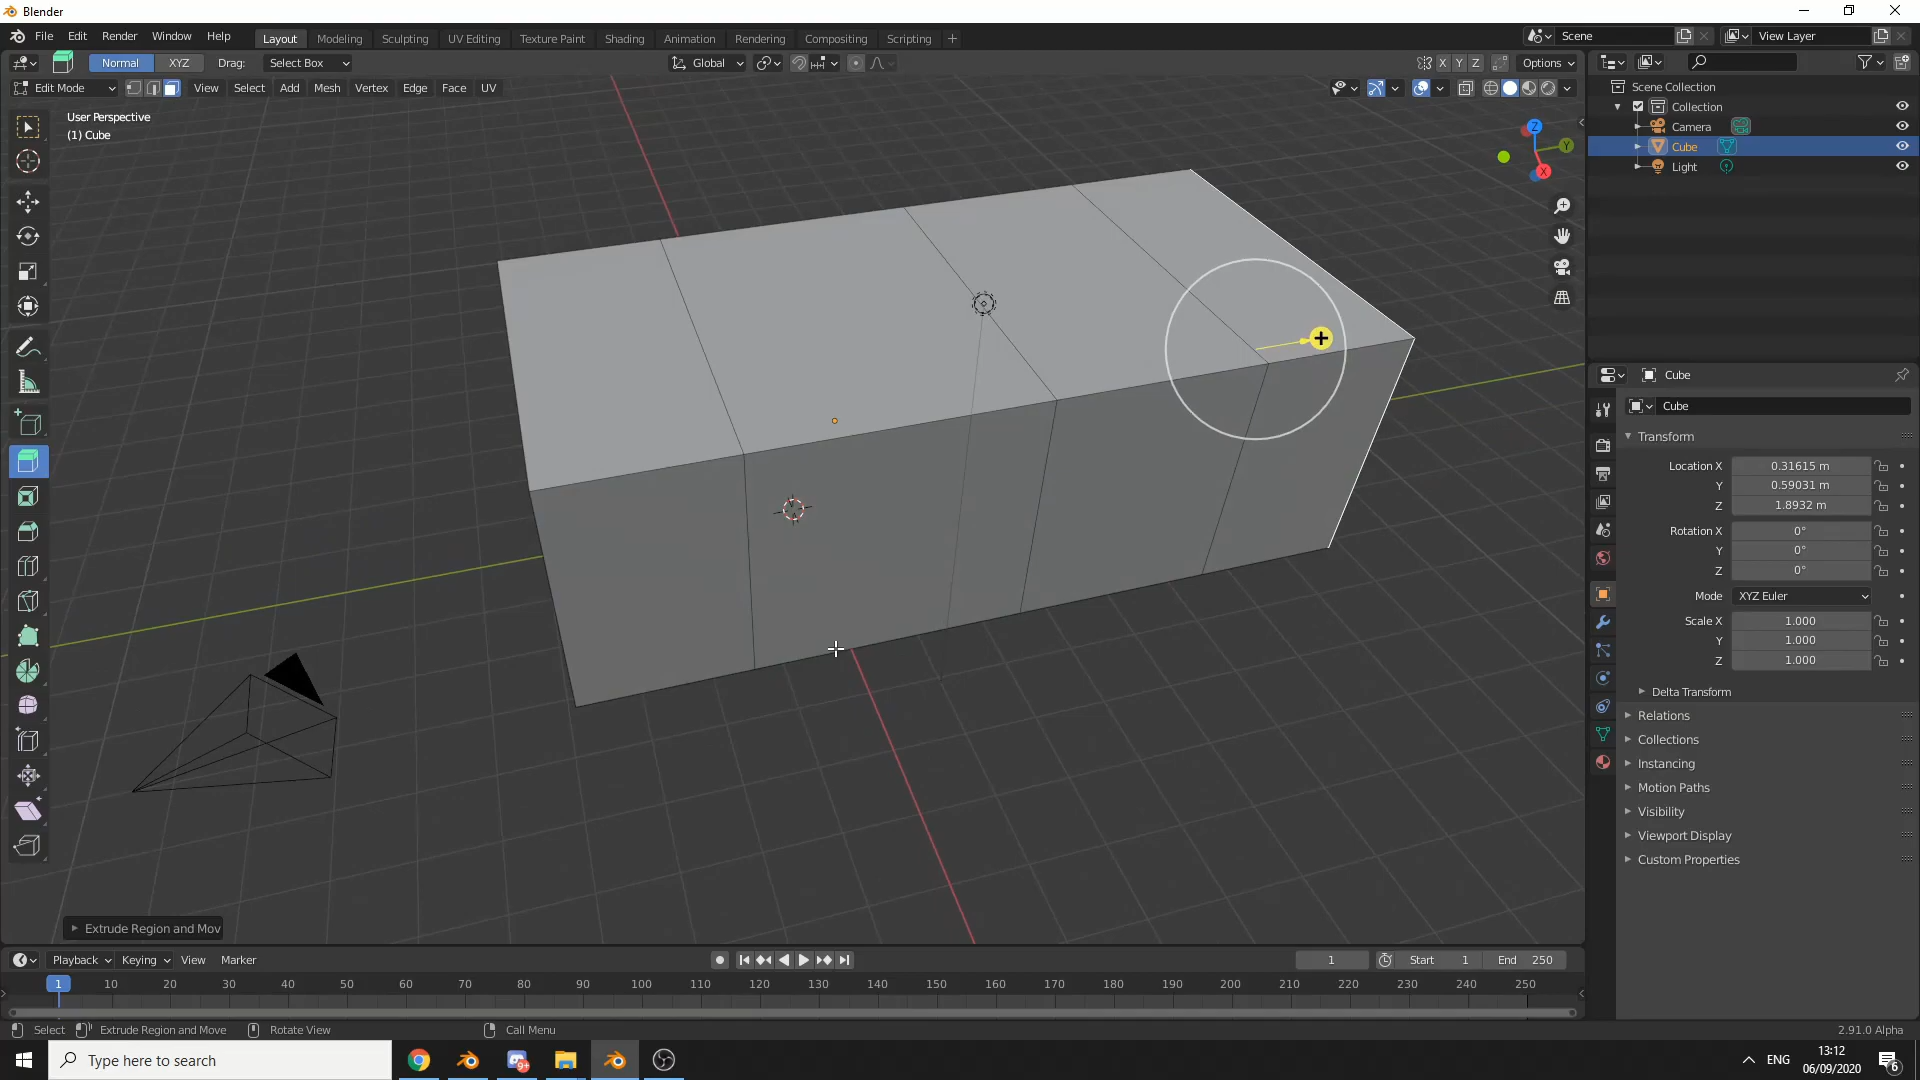 Blender
File Edit Render Window Help
Layout Modeling Sculpting UV Editing Texture Paint Shading Animation Rendering Compositing Scripting
Scene
View Layer
Normal XYZ Drag: Select Box
Global
X Y Z
Options
Edit Mode View Select Add Mesh Vertex Edge Face UV
User Perspective
(1) Cube
Z
Y
X
Scene Collection
Collection
Camera
Cube
Light
Cube
Cube
Transform
Location X 0.31615 m
Y 0.59031 m
Z 1.8932 m
Rotation X 0°
Y 0°
Z 0°
Mode XYZ Euler
Scale X 1.000
Y 1.000
Z 1.000
Delta Transform
Relations
Collections
Instancing
Motion Paths
Visibility
Viewport Display
Custom Properties
Extrude Region and Mov
Playback Keying View Marker
1
Start 1 End 250
1 10 20 30 40 50 60 70 80 90 100 110 120 130 140 150 160 170 180 190 200 210 220 230 240 250
Select Extrude Region and Move Rotate View Call Menu
2.91.0 Alpha
Type here to search
9+
ENG
13:12
06/09/2020
6